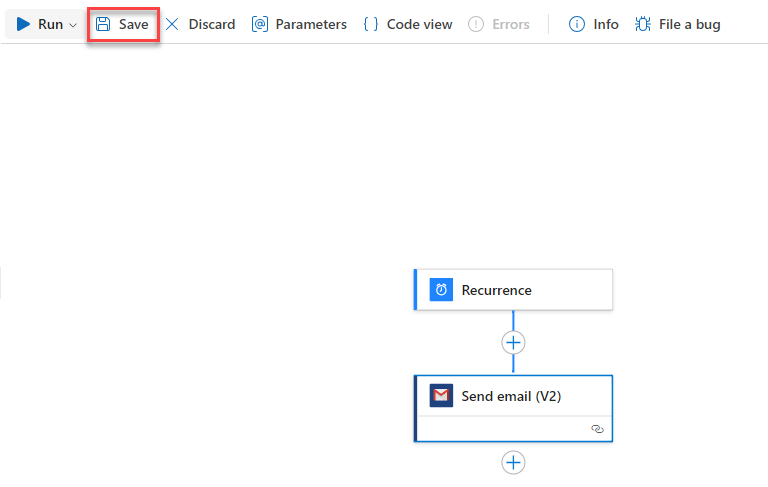 Run Save Discard Parameters Code view Errors Info File a bug
Recurrence
Send email (V2)